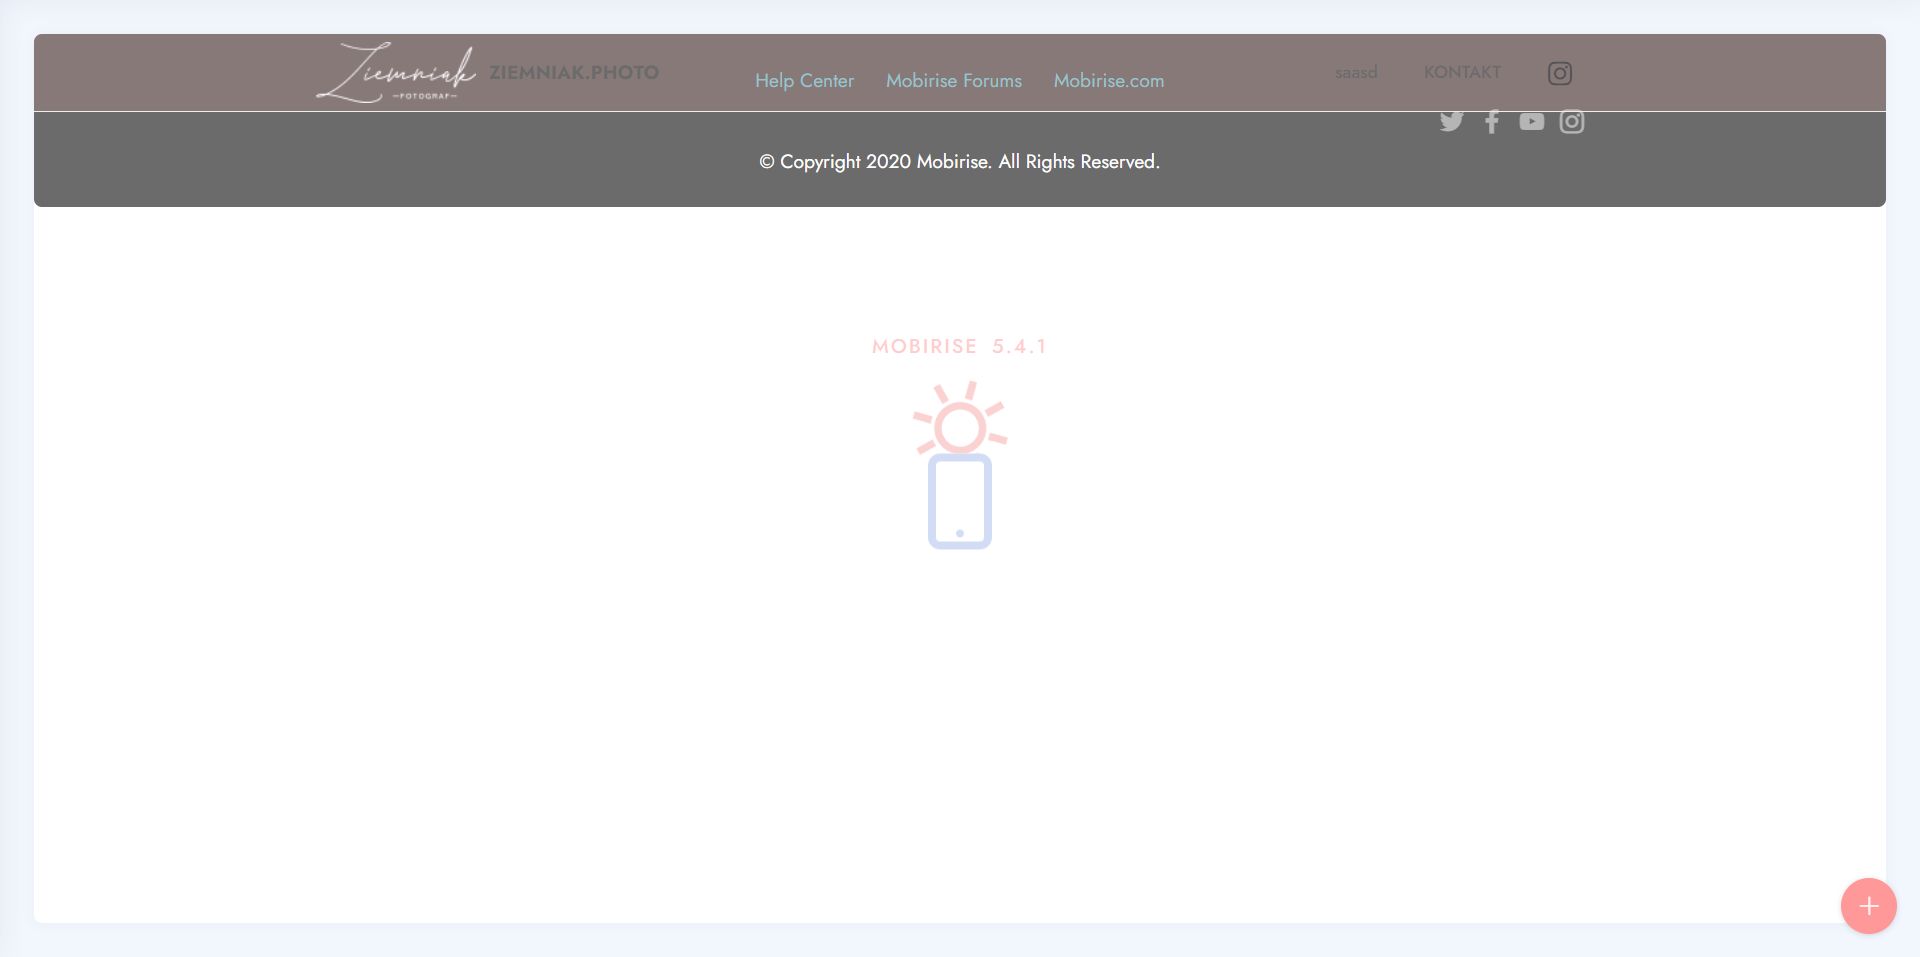 Ziemniak
—FOTOGRAF—
ZIEMNIAK.PHOTO
Help Center Mobirise Forums Mobirise.com
saasd KONTAKT
© Copyright 2020 Mobirise. All Rights Reserved.
MOBIRISE 5.4.1